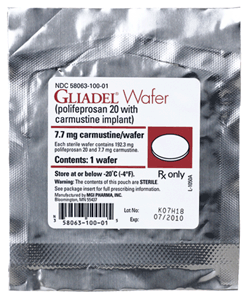 NDC 58063-100-01
GLIADEL® Wafer
(polifeprosan 20 with
carmustine implant)
7.7 mg carmustine/wafer
Each sterile wafer contains 192.3 mg
polifeprosan 20 and 7.7 mg carmustine.
Contents: 1 wafer
Store at or below -20°C (-4°F).
Warning: The contents of this pouch are STERILE
See package insert for full prescribing information.
Manufactured by MGI PHARMA, INC.
Bloomington, MN 55437
Rx only
L-1050A
Lot No: K07H18
Exp: 07/2010
58063-100-01 3